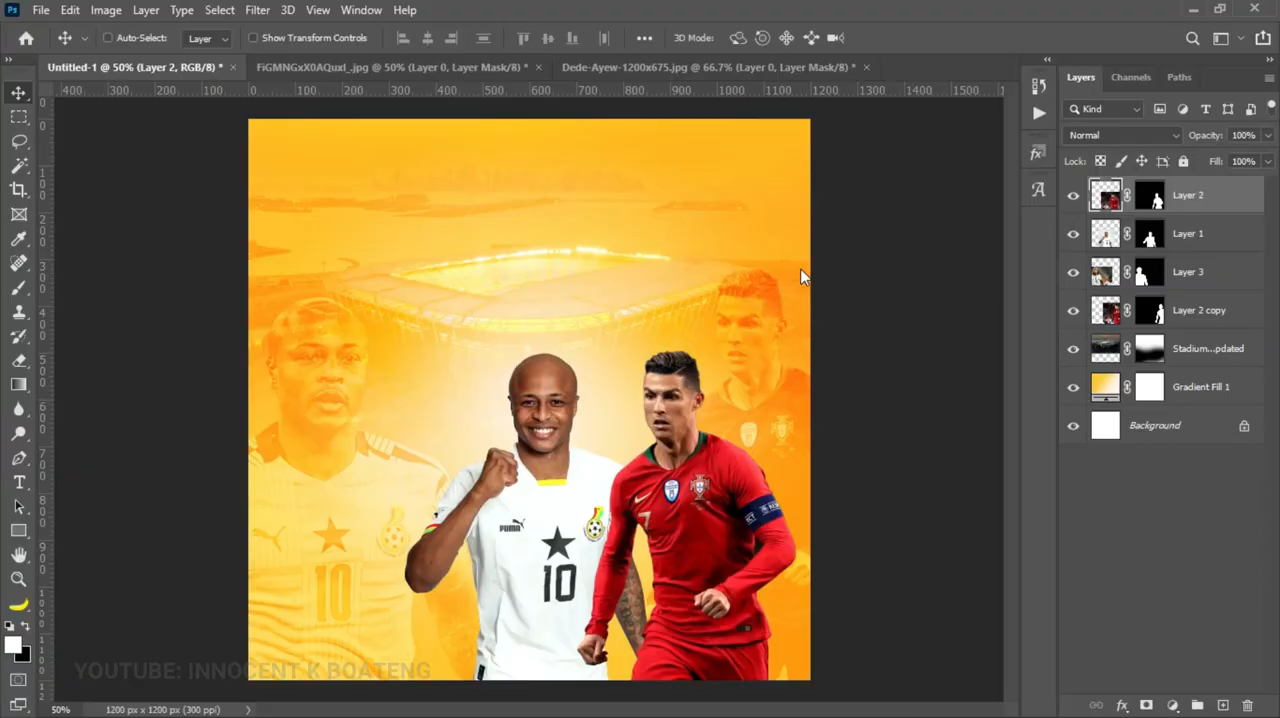 Ps File Edit Image Layer Type Select Filter 3D View Window Help
Auto-Select: Layer Show Transform Controls 3D Mode:
Untitled-1 @ 50% (Layer 2, RGB/8) * × FiGMNGxX0AQuxl_.jpg @ 50% (Layer 0, Layer Mask/8) * × Dede-Ayew-1200x675.jpg @ 66.7% (Layer 0, Layer Mask/8) * ×
400 300 200 100 0 100 200 300 400 500 600 700 800 900 1000 1100 1200 1300 1400 1500
Layers Channels Paths
Kind
Normal Opacity: 100%
Lock: Fill: 100%
Layer 2
Layer 1
Layer 3
Layer 2 copy
Stadium...pdated
Gradient Fill 1
Background
PUMA
10
10
7
YOUTUBE: INNOCENT K BOATENG
50% 1200 px x 1200 px (300 ppi)